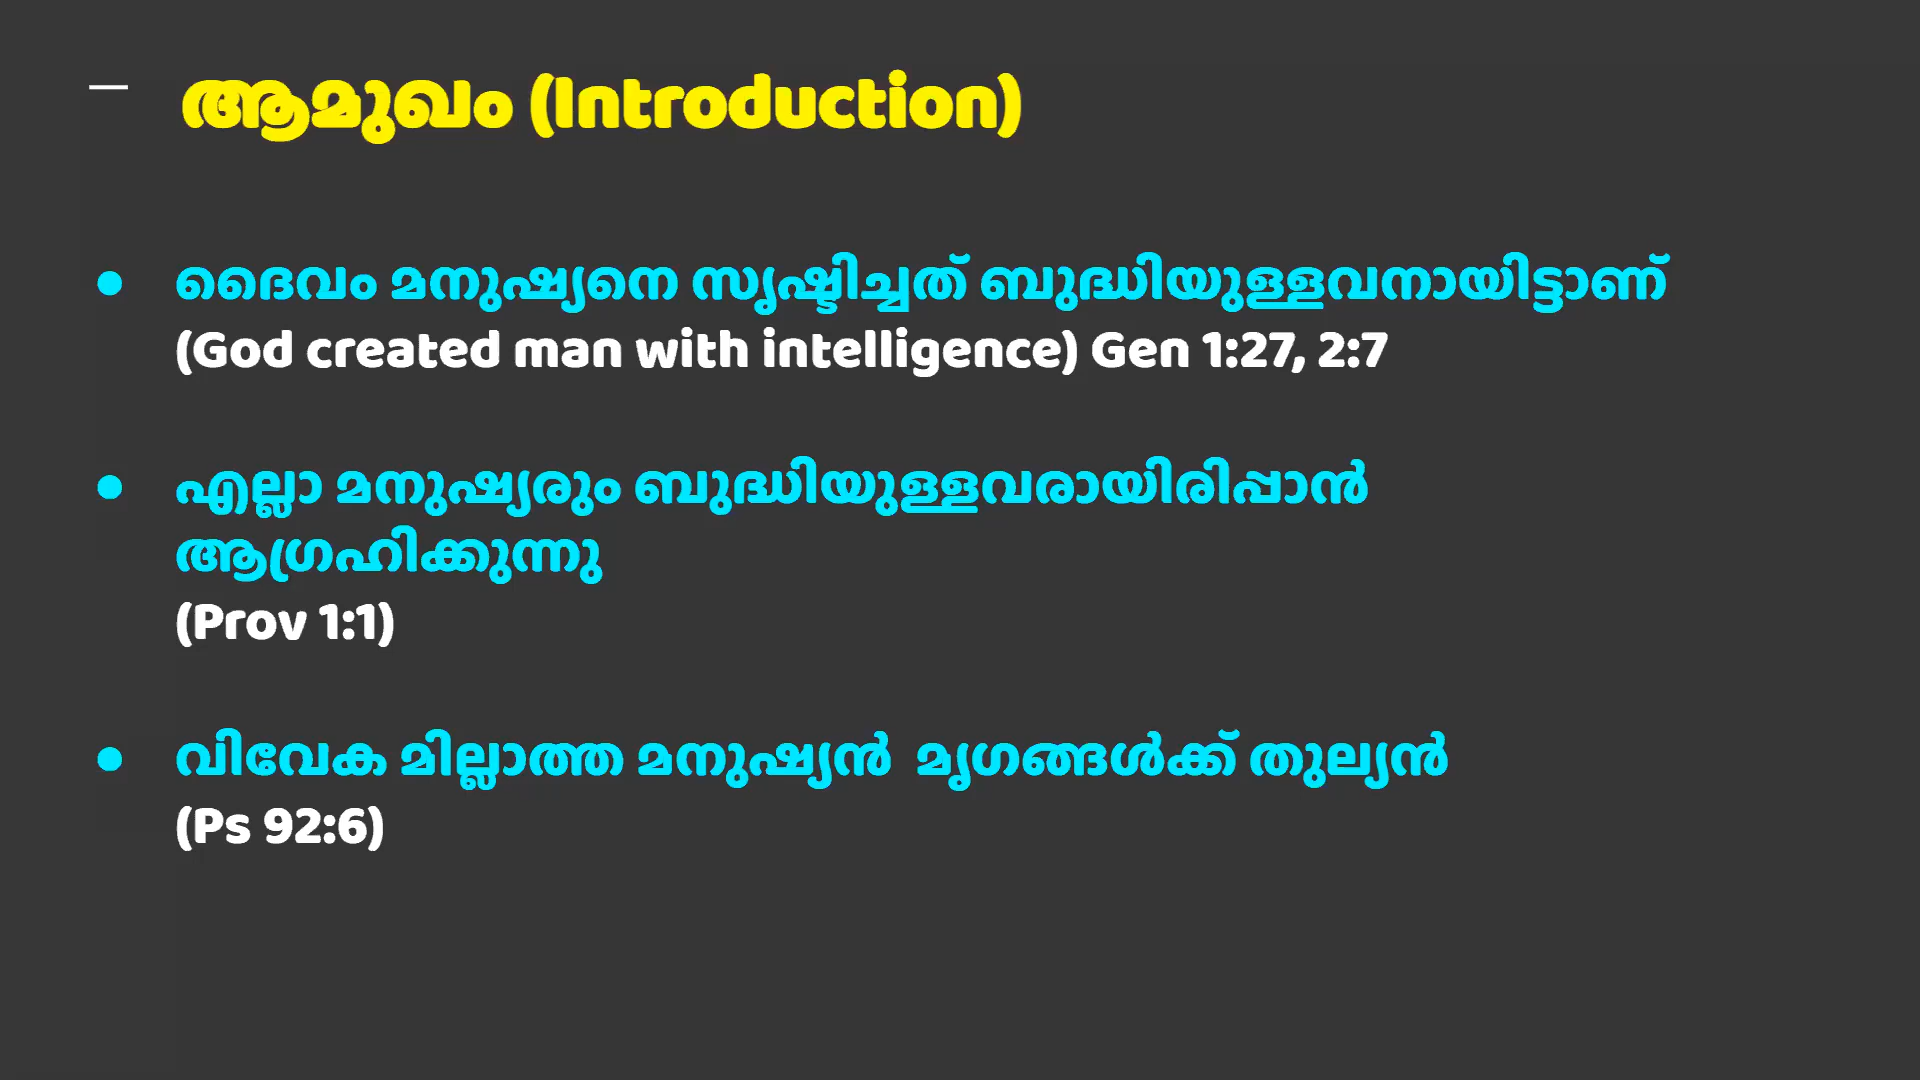 ആമുഖം (Introduction)
● ദൈവം മനുഷ്യനെ സൃഷ്ടിച്ചത് ബുദ്ധിയുള്ളവനായിട്ടാണ്
(God created man with intelligence) Gen 1:27, 2:7
● എല്ലാ മനുഷ്യരും ബുദ്ധിയുള്ളവരായിരിപ്പാൻ
ആഗ്രഹിക്കുന്നു
(Prov 1:1)
● വിവേക മില്ലാത്ത മനുഷ്യൻ മൃഗങ്ങൾക്ക് തുല്യൻ
(Ps 92:6)